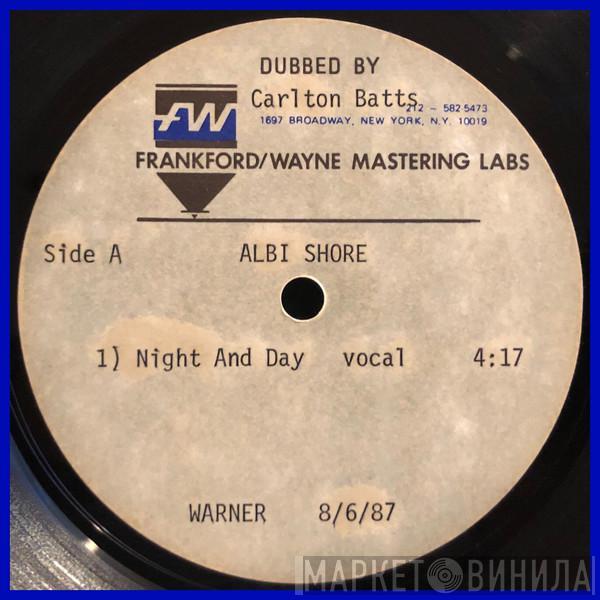 DUBBED BY
Carlton Batts
212 - 582 5473
1697 BROADWAY, NEW YORK, N.Y. 10019
FW
FRANKFORD/WAYNE MASTERING LABS
Side A ALBI SHORE
1) Night And Day vocal 4:17
WARNER 8/6/87
МАРКЕТ ВИНИЛА